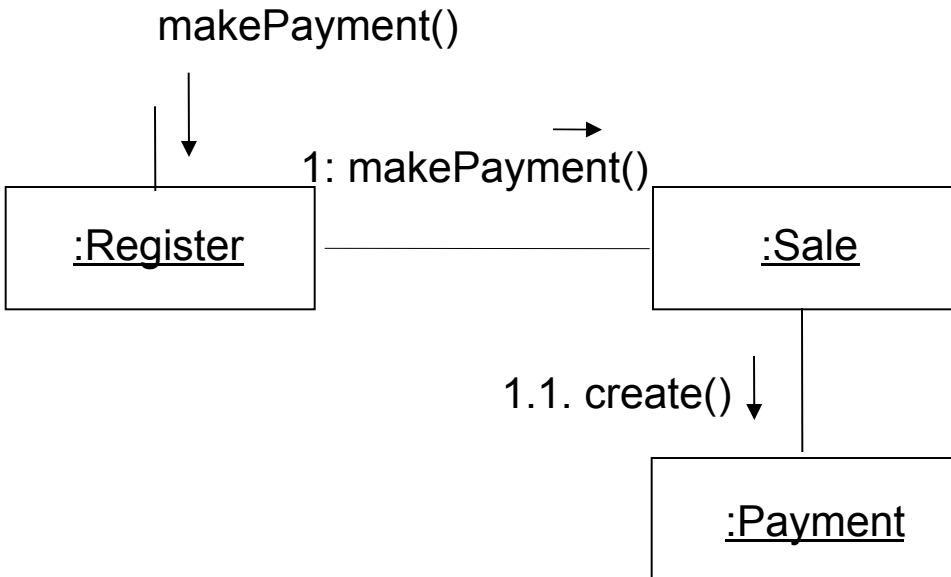 makePayment()
1: makePayment()
:Register
:Sale
1.1. create()
:Payment